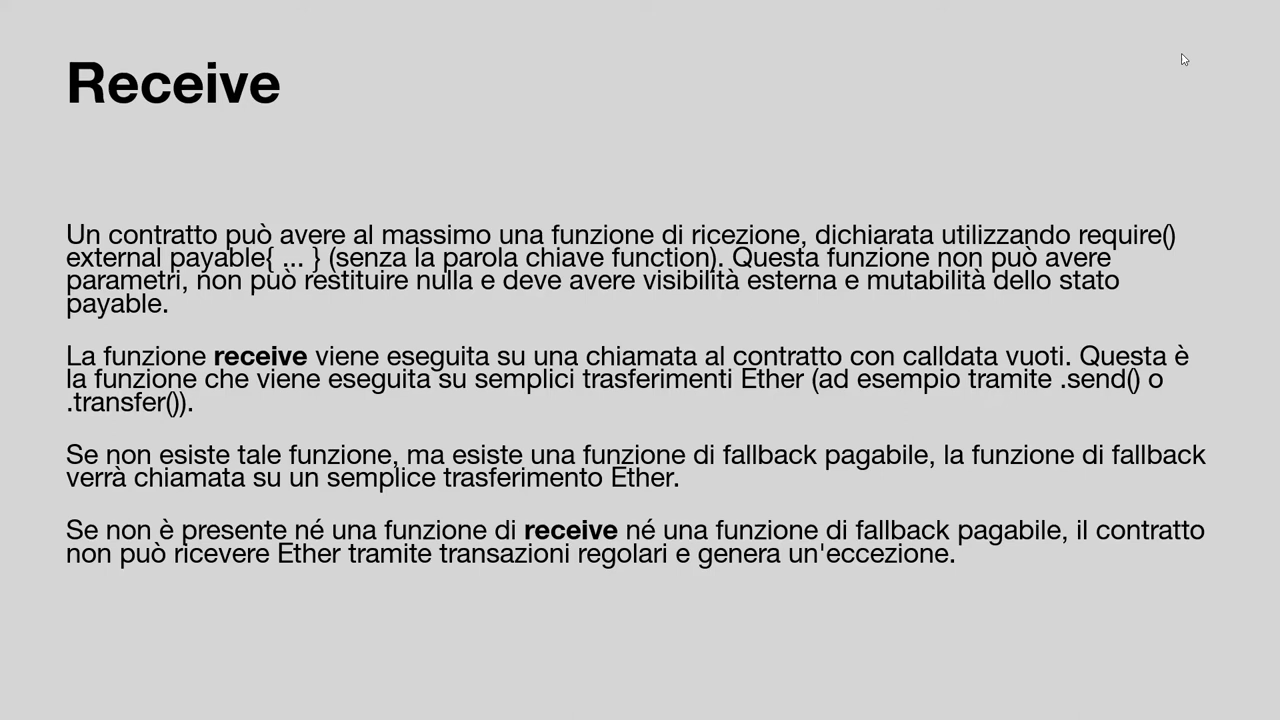 Receive
Un contratto può avere al massimo una funzione di ricezione, dichiarata utilizzando require()
external payable{ ... } (senza la parola chiave function). Questa funzione non può avere
parametri, non può restituire nulla e deve avere visibilità esterna e mutabilità dello stato
payable.
La funzione receive viene eseguita su una chiamata al contratto con calldata vuoti. Questa è
la funzione che viene eseguita su semplici trasferimenti Ether (ad esempio tramite .send() o
.transfer()).
Se non esiste tale funzione, ma esiste una funzione di fallback pagabile, la funzione di fallback
verrà chiamata su un semplice trasferimento Ether.
Se non è presente né una funzione di receive né una funzione di fallback pagabile, il contratto
non può ricevere Ether tramite transazioni regolari e genera un'eccezione.